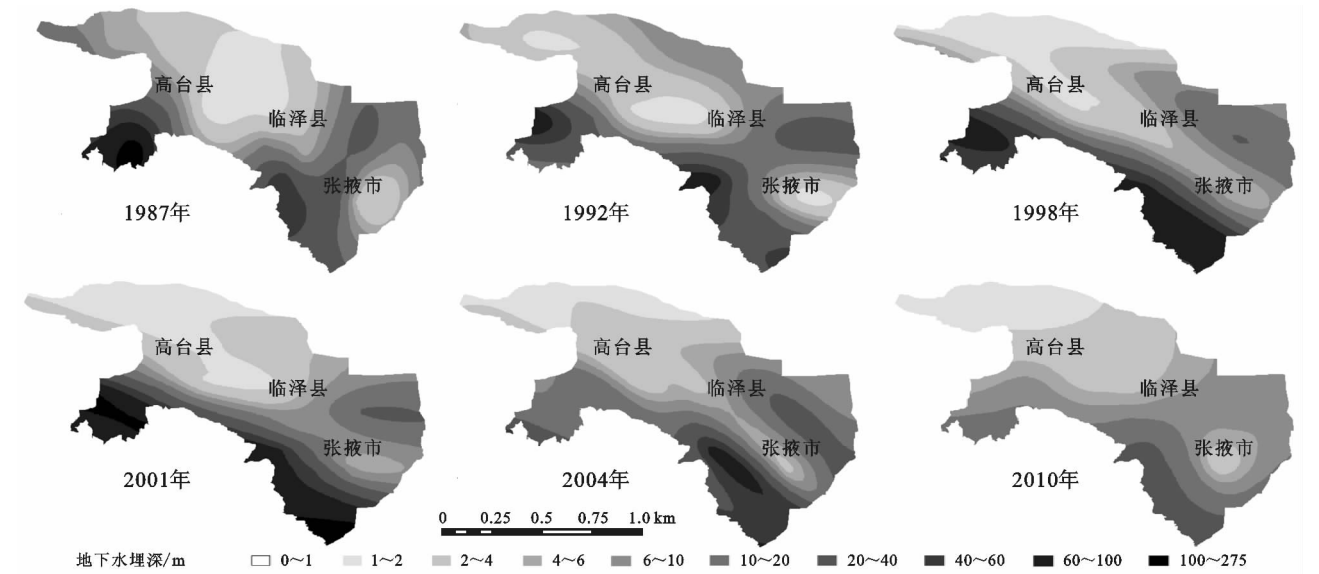 高台县
临泽县
张掖市
1987年
高台县
临泽县
张掖市
1992年
高台县
临泽县
张掖市
1998年
高台县
临泽县
张掖市
2001年
高台县
临泽县
张掖市
2004年
高台县
临泽县
张掖市
2010年
0 0.25 0.5 0.75 1.0 km
地下水埋深/m 0～1 1～2 2～4 4～6 6～10 10～20 20～40 40～60 60～100 100～275